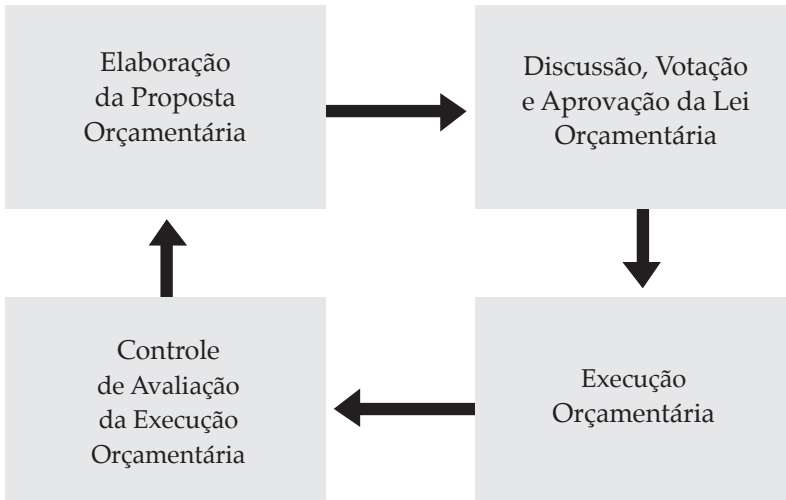 Elaboração
da Proposta
Orçamentária
Discussão, Votação
e Aprovação da Lei
Orçamentária
Execução
Orçamentária
Controle
de Avaliação
da Execução
Orçamentária